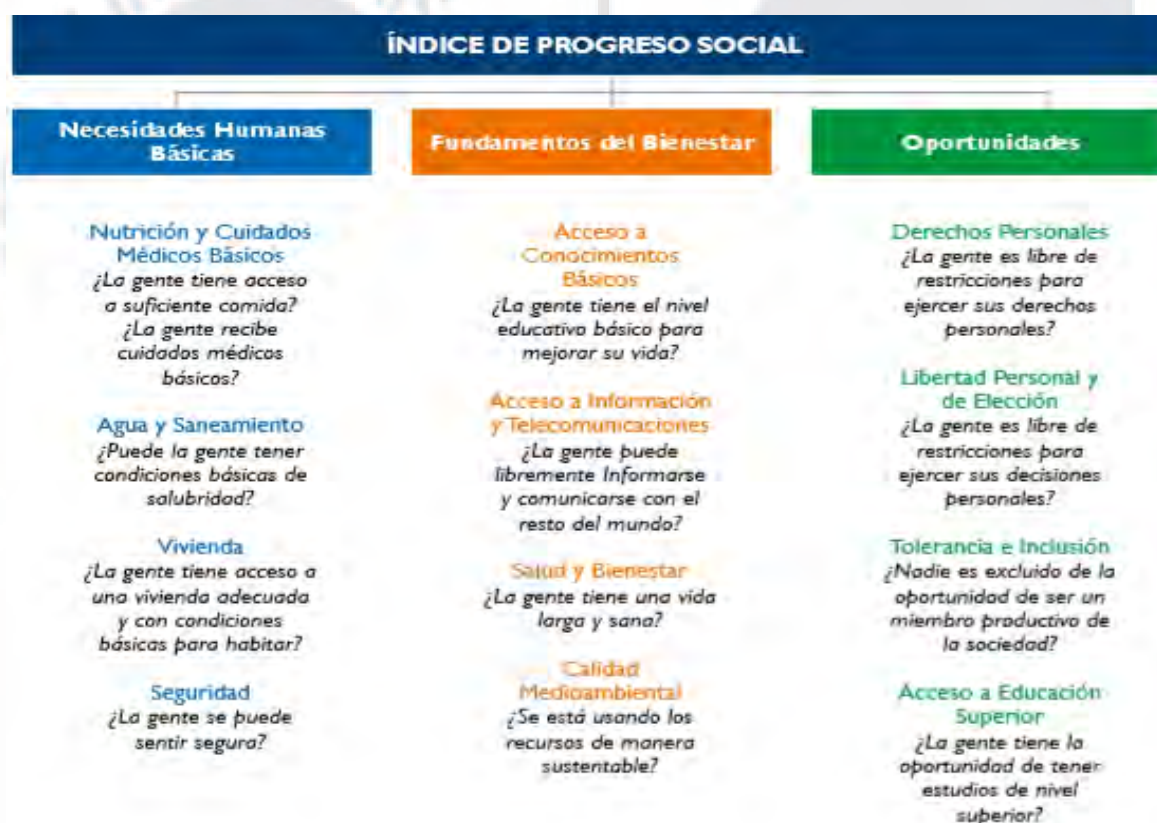 ÍNDICE DE PROGRESO SOCIAL
Necesidades Humanas
Básicas
Nutrición y Cuidados
Médicos Básicos
¿La gente tiene acceso
a suficiente comida?
¿La gente recibe
cuidados médicos
básicos?
Agua y Saneamiento
¿Puede la gente tener
condiciones básicas de
salubridad?
Vivienda
¿La gente tiene acceso a
una vivienda adecuada
y con condiciones
básicas para habitar?
Seguridad
¿La gente se puede
sentir segura?
Fundamentos del Bienestar
Acceso a
Conocimientos
Básicos
¿La gente tiene el nivel
educativo básico para
mejorar su vida?
Acceso a Información
y Telecomunicaciones
¿La gente puede
libremente Informarse
y comunicarse con el
resto del mundo?
Salud y Bienestar
¿La gente tiene una vida
larga y sana?
Calidad
Medioambiental
¿Se está usando los
recursos de manera
sustentable?
Oportunidades
Derechos Personales
¿La gente es libre de
restricciones para
ejercer sus derechos
personales?
Libertad Personal y
de Elección
¿La gente es libre de
restricciones para
ejercer sus decisiones
personales?
Tolerancia e Inclusión
¿Nadie es excluido de la
oportunidad de ser un
miembro productivo de
la sociedad?
Acceso a Educación
Superior
¿La gente tiene la
oportunidad de tener
estudios de nivel
superior?